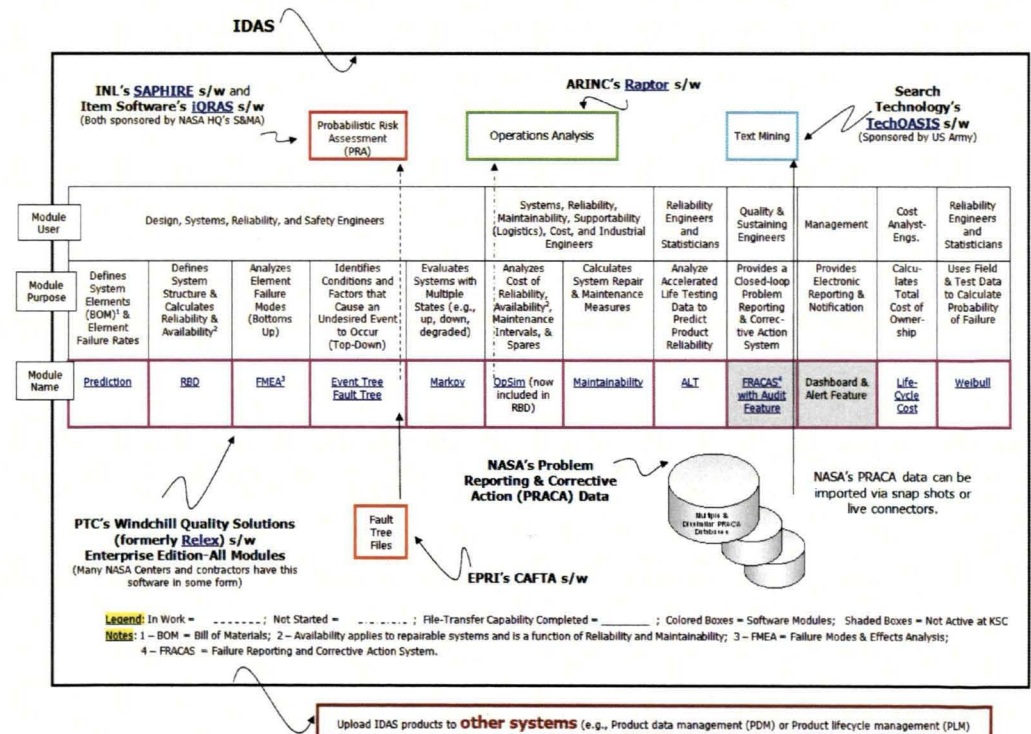 IDAS
INL's SAPHIRE s/w and
Item Software's iQRAS s/w
(Both sponsored by NASA HQ's S&MA)
Probabilistic Risk
Assessment
(PRA)
ARINC's Raptor s/w
Operations Analysis
Text Mining
Search
Technology's
TechOASIS s/w
(Sponsored by US Army)
Module
User
Design, Systems, Reliability, and Safety Engineers
Systems, Reliability,
Maintainability, Supportability
(Logistics), Cost, and Industrial
Engineers
Reliability
Engineers
and
Statisticians
Quality &
Sustaining
Engineers
Management
Cost
Analyst-
Engs.
Reliability
Engineers
and
Statisticians
Module
Purpose
Defines
System
Elements
(BOM)¹ &
Element
Failure Rates
Defines
System
Structure &
Calculates
Reliability &
Availability²
Analyzes
Element
Failure
Modes
(Bottoms
Up)
Identifies
Conditions and
Factors that
Cause an
Undesired Event
to Occur
(Top-Down)
Evaluates
Systems with
Multiple
States (e.g.,
up, down,
degraded)
Analyzes
Cost of
Reliability,
Availability²,
Maintenance
Intervals, &
Spares
Calculates
System Repair
& Maintenance
Measures
Analyze
Accelerated
Life Testing
Data to
Predict
Product
Reliability
Provides a
Closed-loop
Problem
Reporting
& Correc-
tive Action
System
Provides
Electronic
Reporting &
Notification
Calcu-
lates
Total
Cost of
Owner-
ship
Uses Field
& Test Data
to Calculate
Probability
of Failure
Module
Name
Prediction
RBD
FMEA³
Event Tree
Fault Tree
Markov
OpSim (now
included in
RBD)
Maintainability
ALT
FRACAS⁴
with Audit
Feature
Dashboard &
Alert Feature
Life-
Cycle
Cost
Weibull
PTC's Windchill Quality Solutions
(formerly Relex) s/w
Enterprise Edition-All Modules
(Many NASA Centers and contractors have this
software in some form)
Fault
Tree
Files
EPRI's CAFTA s/w
NASA's Problem
Reporting & Corrective
Action (PRACA) Data
Multiple &
Dissimilar PRACA
Databases
NASA's PRACA data can be
imported via snap shots or
live connectors.
Legend: In Work = _ _ _ _ _ _ _ ; Not Started = _ . _ . _ . _ . ; File-Transfer Capability Completed = ________ ; Colored Boxes = Software Modules; Shaded Boxes = Not Active at KSC
Notes: 1 – BOM = Bill of Materials; 2 – Availability applies to repairable systems and is a function of Reliability and Maintainability; 3 – FMEA = Failure Modes & Effects Analysis;
4 – FRACAS = Failure Reporting and Corrective Action System.
Upload IDAS products to other systems (e.g., Product data management (PDM) or Product lifecycle management (PLM)